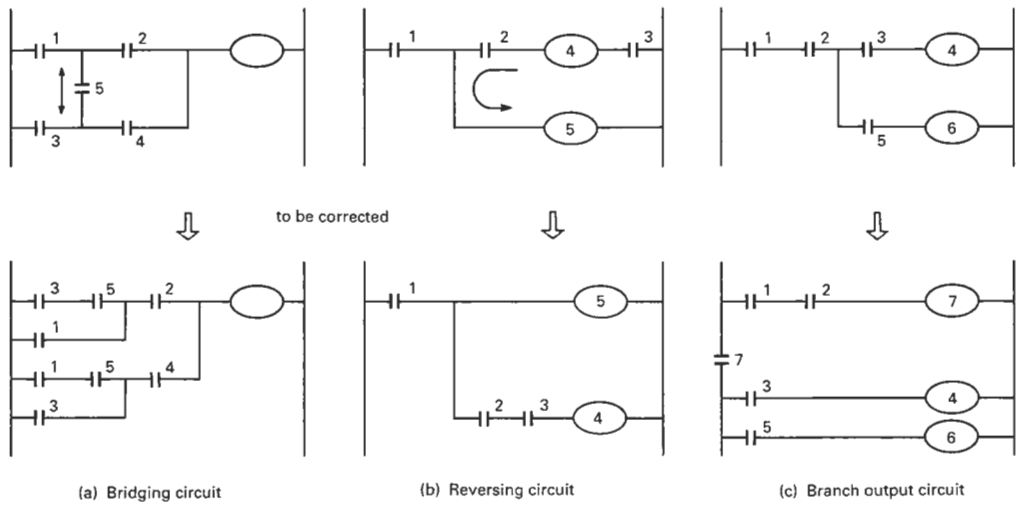 1 2 1 2 4 3 1 2 3 4
5
3 4 5 5 6
to be corrected
3 5 2 1 5 1 2 7
1 7
1 5 4 3 4
3 2 3 4 5 6
(a) Bridging circuit (b) Reversing circuit (c) Branch output circuit